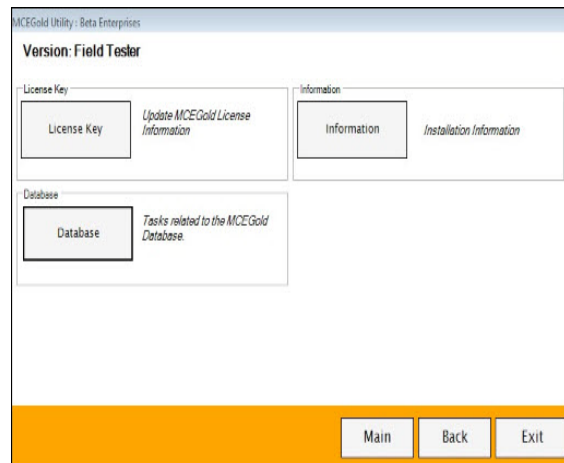 MCEGold Utility : Beta Enterprises
Version: Field Tester
License Key
License Key
Update MCEGold License
Information
Information
Information
Installation Information
Database
Database
Tasks related to the MCEGold
Database.
Main
Back
Exit